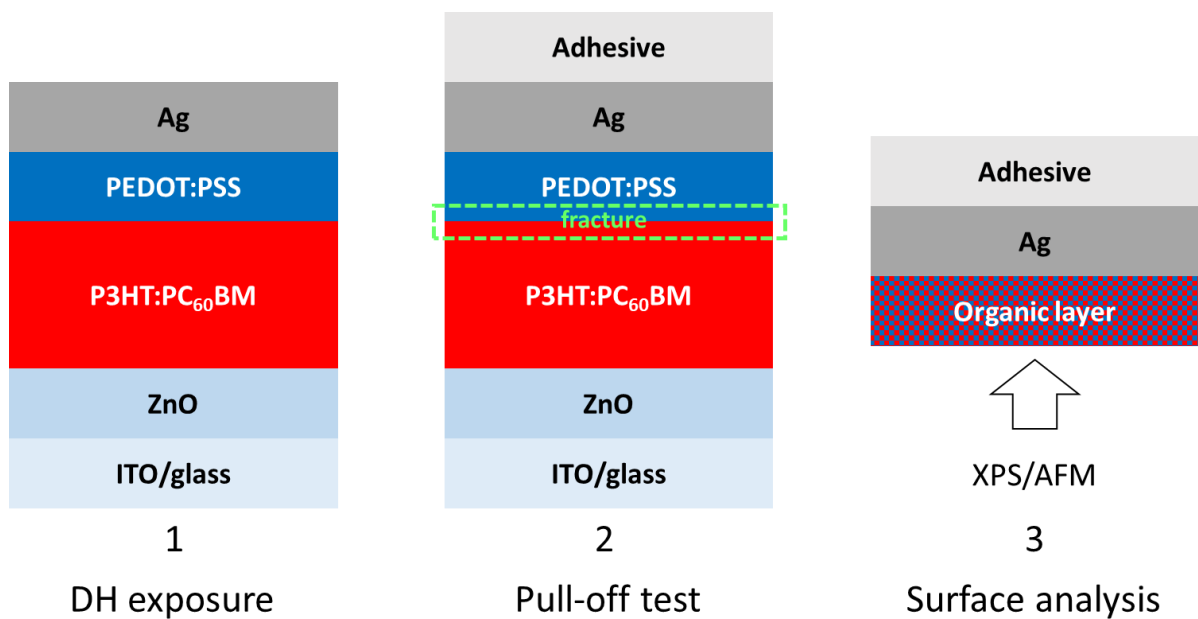 Ag
PEDOT:PSS
P3HT:PC₆₀BM
ZnO
ITO/glass
1
DH exposure
Adhesive
Ag
PEDOT:PSS
fracture
P3HT:PC₆₀BM
ZnO
ITO/glass
2
Pull-off test
Adhesive
Ag
Organic layer
XPS/AFM
3
Surface analysis